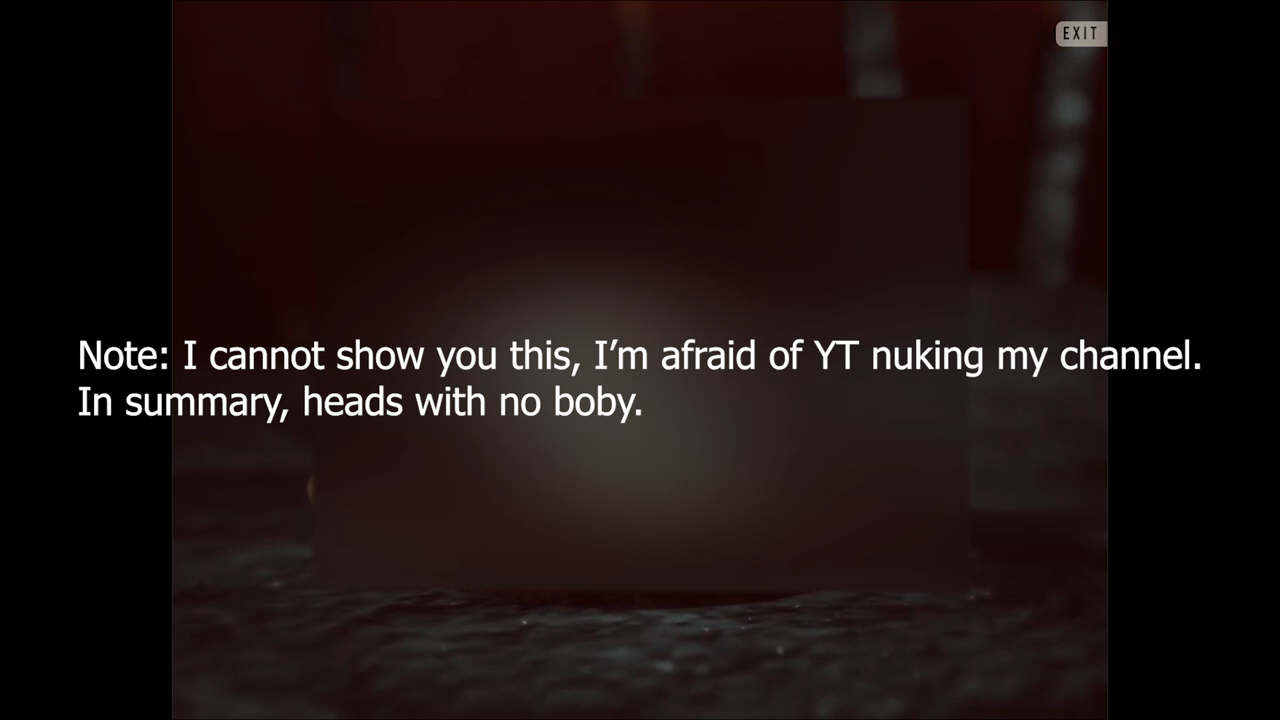 EXIT
Note: I cannot show you this, I’m afraid of YT nuking my channel.
In summary, heads with no boby.